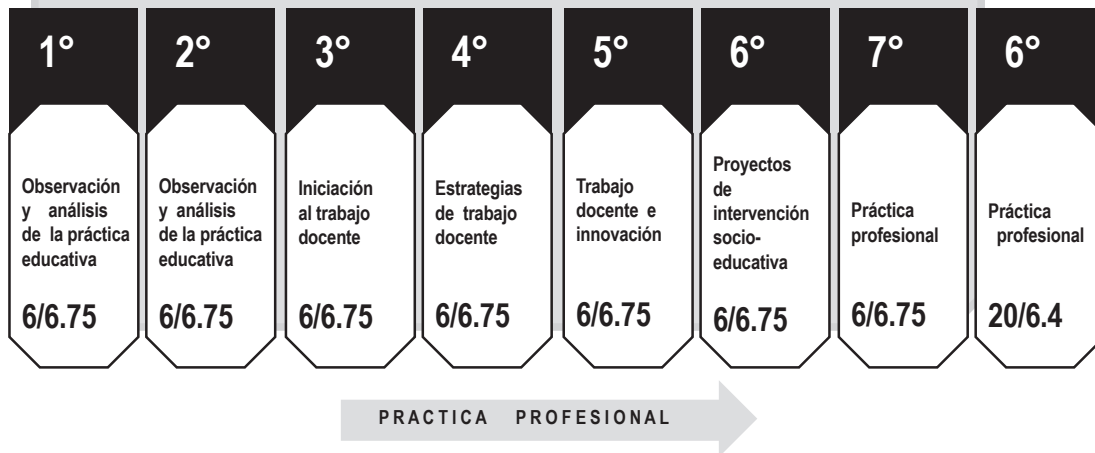 1°
2°
3°
4°
5°
6°
7°
6°
Observación
y análisis
de la práctica
educativa
6/6.75
Observación
y análisis
de la práctica
educativa
6/6.75
Iniciación
al trabajo
docente
6/6.75
Estrategias
de trabajo
docente
6/6.75
Trabajo
docente e
innovación
6/6.75
Proyectos
de
intervención
socio-
educativa
6/6.75
Práctica
profesional
6/6.75
Práctica
profesional
20/6.4
PRACTICA PROFESIONAL